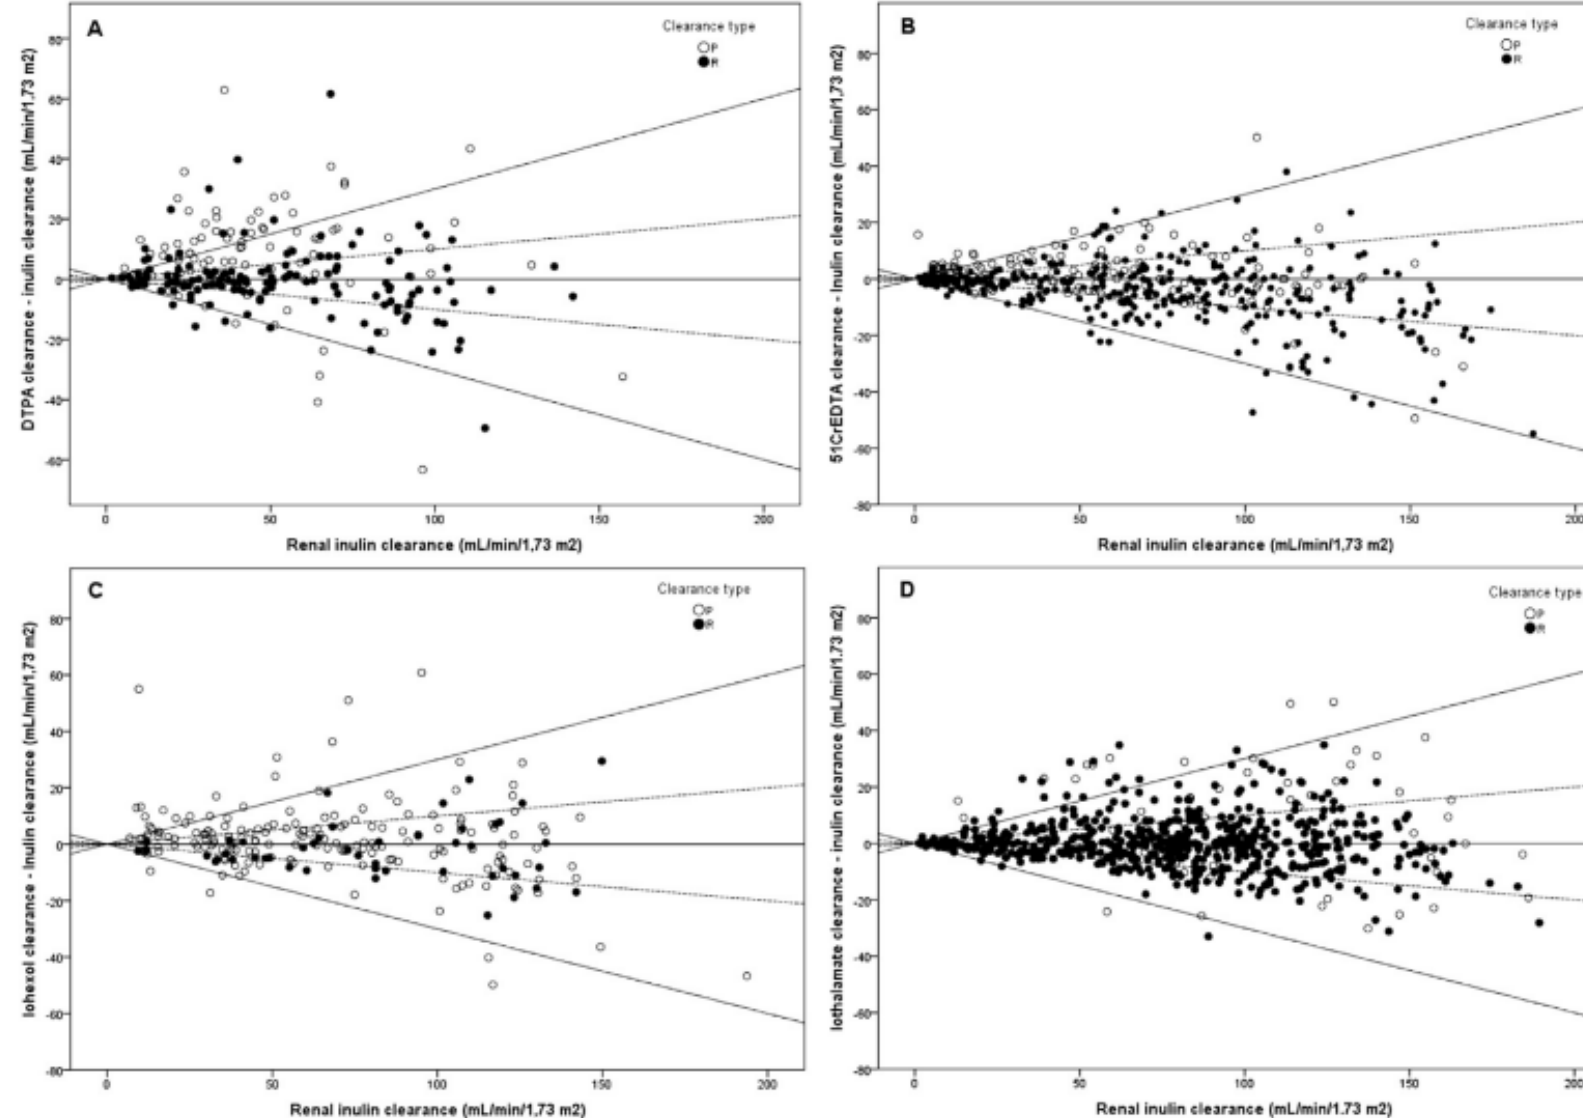 A
Clearance type
P
R
DTPA clearance - inulin clearance (mL/min/1,73 m2)
80
60
40
20
0
-20
-40
-60
0
50
100
150
200
Renal inulin clearance (mL/min/1,73 m2)
B
Clearance type
P
R
51CrEDTA clearance - Inulin clearance (mL/min/1,73 m2)
80
60
40
20
0
-20
-40
-60
-80
0
50
100
150
200
Renal inulin clearance (mL/min/1,73 m2)
C
Clearance type
P
R
Iohexol clearance - Inulin clearance (mL/min/1,73 m2)
80
60
40
20
0
-20
-40
-60
-80
0
50
100
150
200
Renal inulin clearance (mL/min/1,73 m2)
D
Clearance type
P
R
Iothalamate clearance - Inulin clearance (mL/min/1.73 m2)
80
60
40
20
0
-20
-40
-60
-80
0
50
100
150
200
Renal inulin clearance (mL/min/1.73 m2)